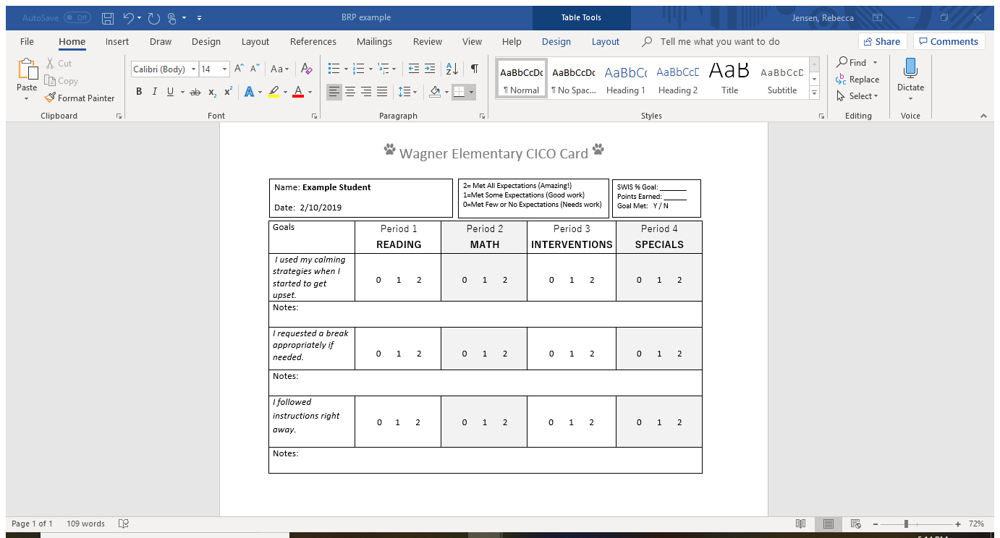 AutoSave Off BRP example Table Tools Jensen, Rebecca
File Home Insert Draw Design Layout References Mailings Review View Help Design Layout Tell me what you want to do Share Comments
Paste
Cut
Copy
Format Painter
Clipboard
Calibri (Body) 14 A A Aa A
B I U ab x₂ x² A A
Font
Paragraph
AaBbCcDc AaBbCcDc AaBbCc AaBbCcD AaB AaBbCcD
¶ Normal ¶ No Spac... Heading 1 Heading 2 Title Subtitle
Styles
Find
Replace
Select
Editing
Dictate
Voice
Wagner Elementary CICO Card
Name: Example Student
Date: 2/10/2019
2= Met All Expectations (Amazing!)
1=Met Some Expectations (Good work)
0=Met Few or No Expectations (Needs work)
SWIS % Goal: _______
Points Earned: ______
Goal Met: Y / N
Goals
Period 1 Period 2 Period 3 Period 4
READING MATH INTERVENTIONS SPECIALS
I used my calming
strategies when I
started to get
upset.
0 1 2 0 1 2 0 1 2 0 1 2
Notes:
I requested a break
appropriately if
needed.
0 1 2 0 1 2 0 1 2 0 1 2
Notes:
I followed
instructions right
away.
0 1 2 0 1 2 0 1 2 0 1 2
Notes:
Page 1 of 1 109 words 72%